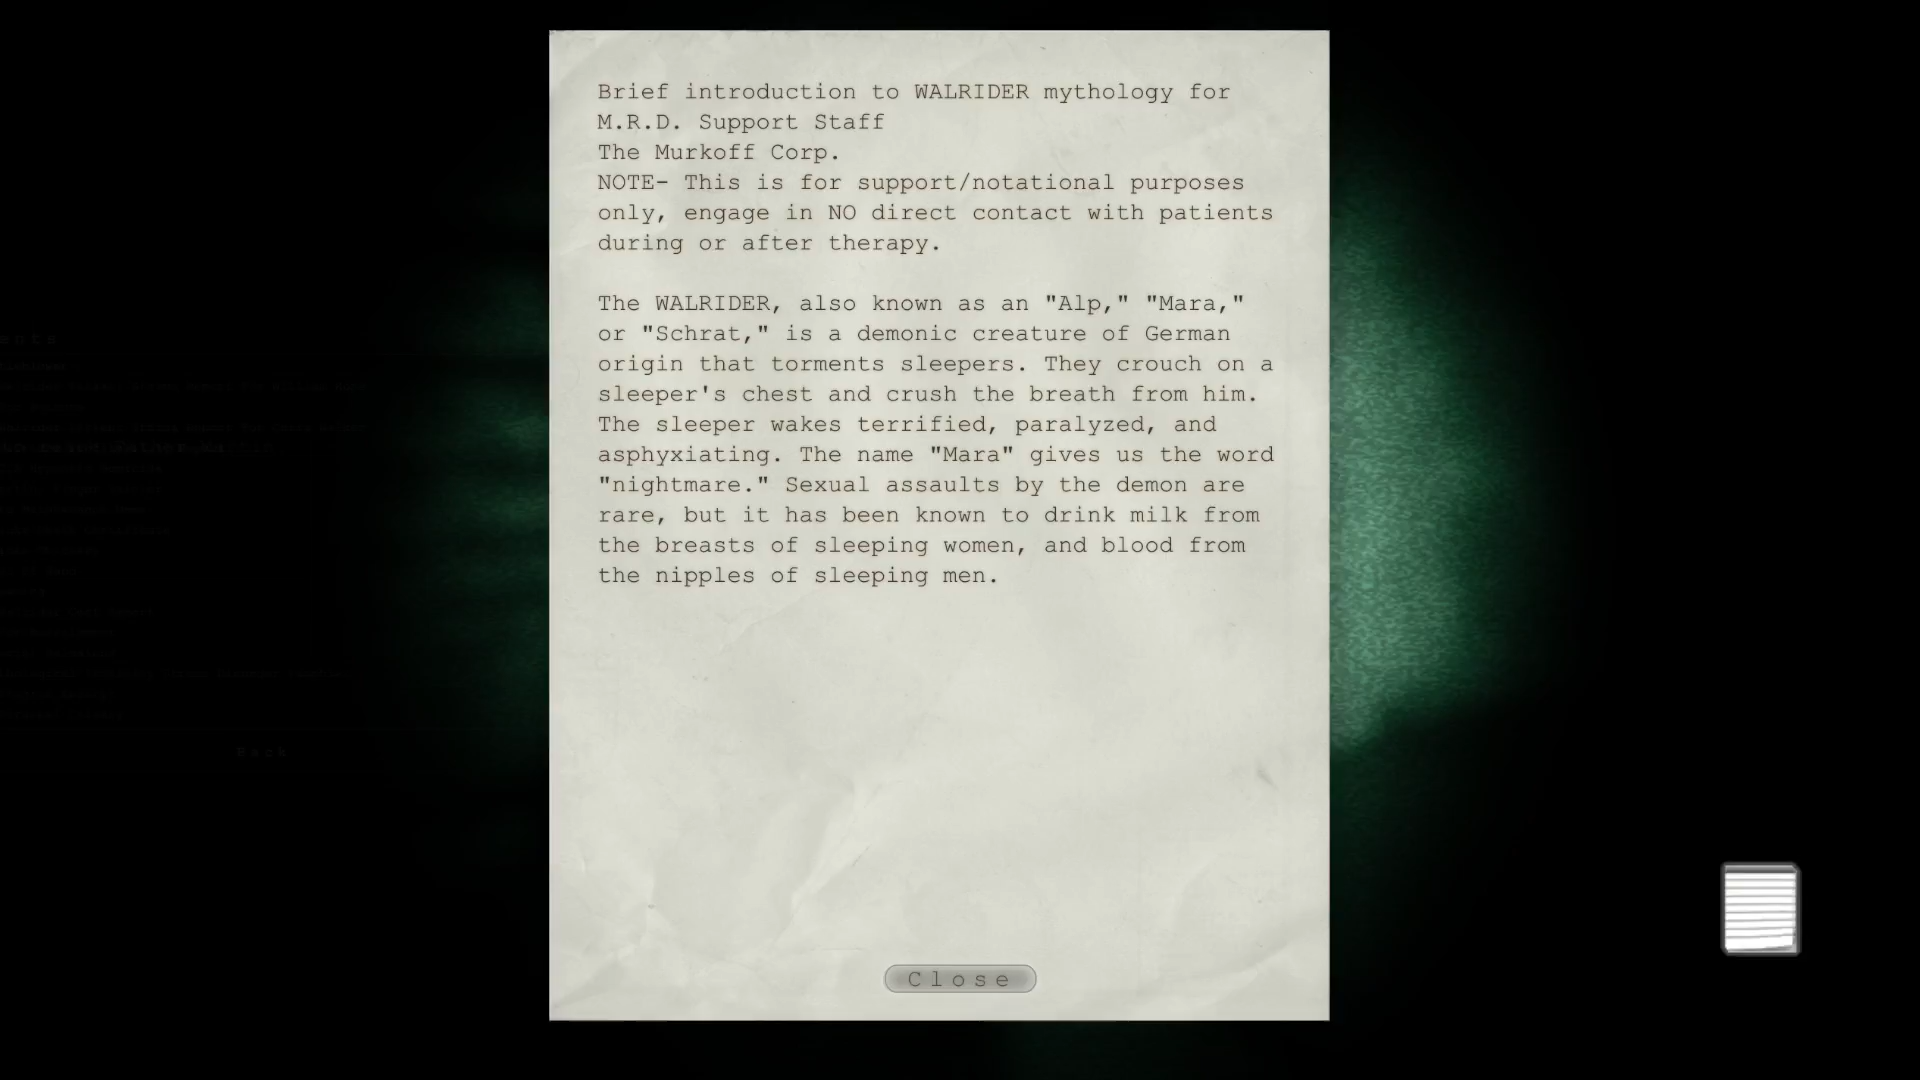 Brief introduction to WALRIDER mythology for
M.R.D. Support Staff
The Murkoff Corp.
NOTE- This is for support/notational purposes
only, engage in NO direct contact with patients
during or after therapy.
The WALRIDER, also known as an "Alp," "Mara,"
or "Schrat," is a demonic creature of German
origin that torments sleepers. They crouch on a
sleeper's chest and crush the breath from him.
The sleeper wakes terrified, paralyzed, and
asphyxiating. The name "Mara" gives us the word
"nightmare." Sexual assaults by the demon are
rare, but it has been known to drink milk from
the breasts of sleeping women, and blood from
the nipples of sleeping men.
Back
Close